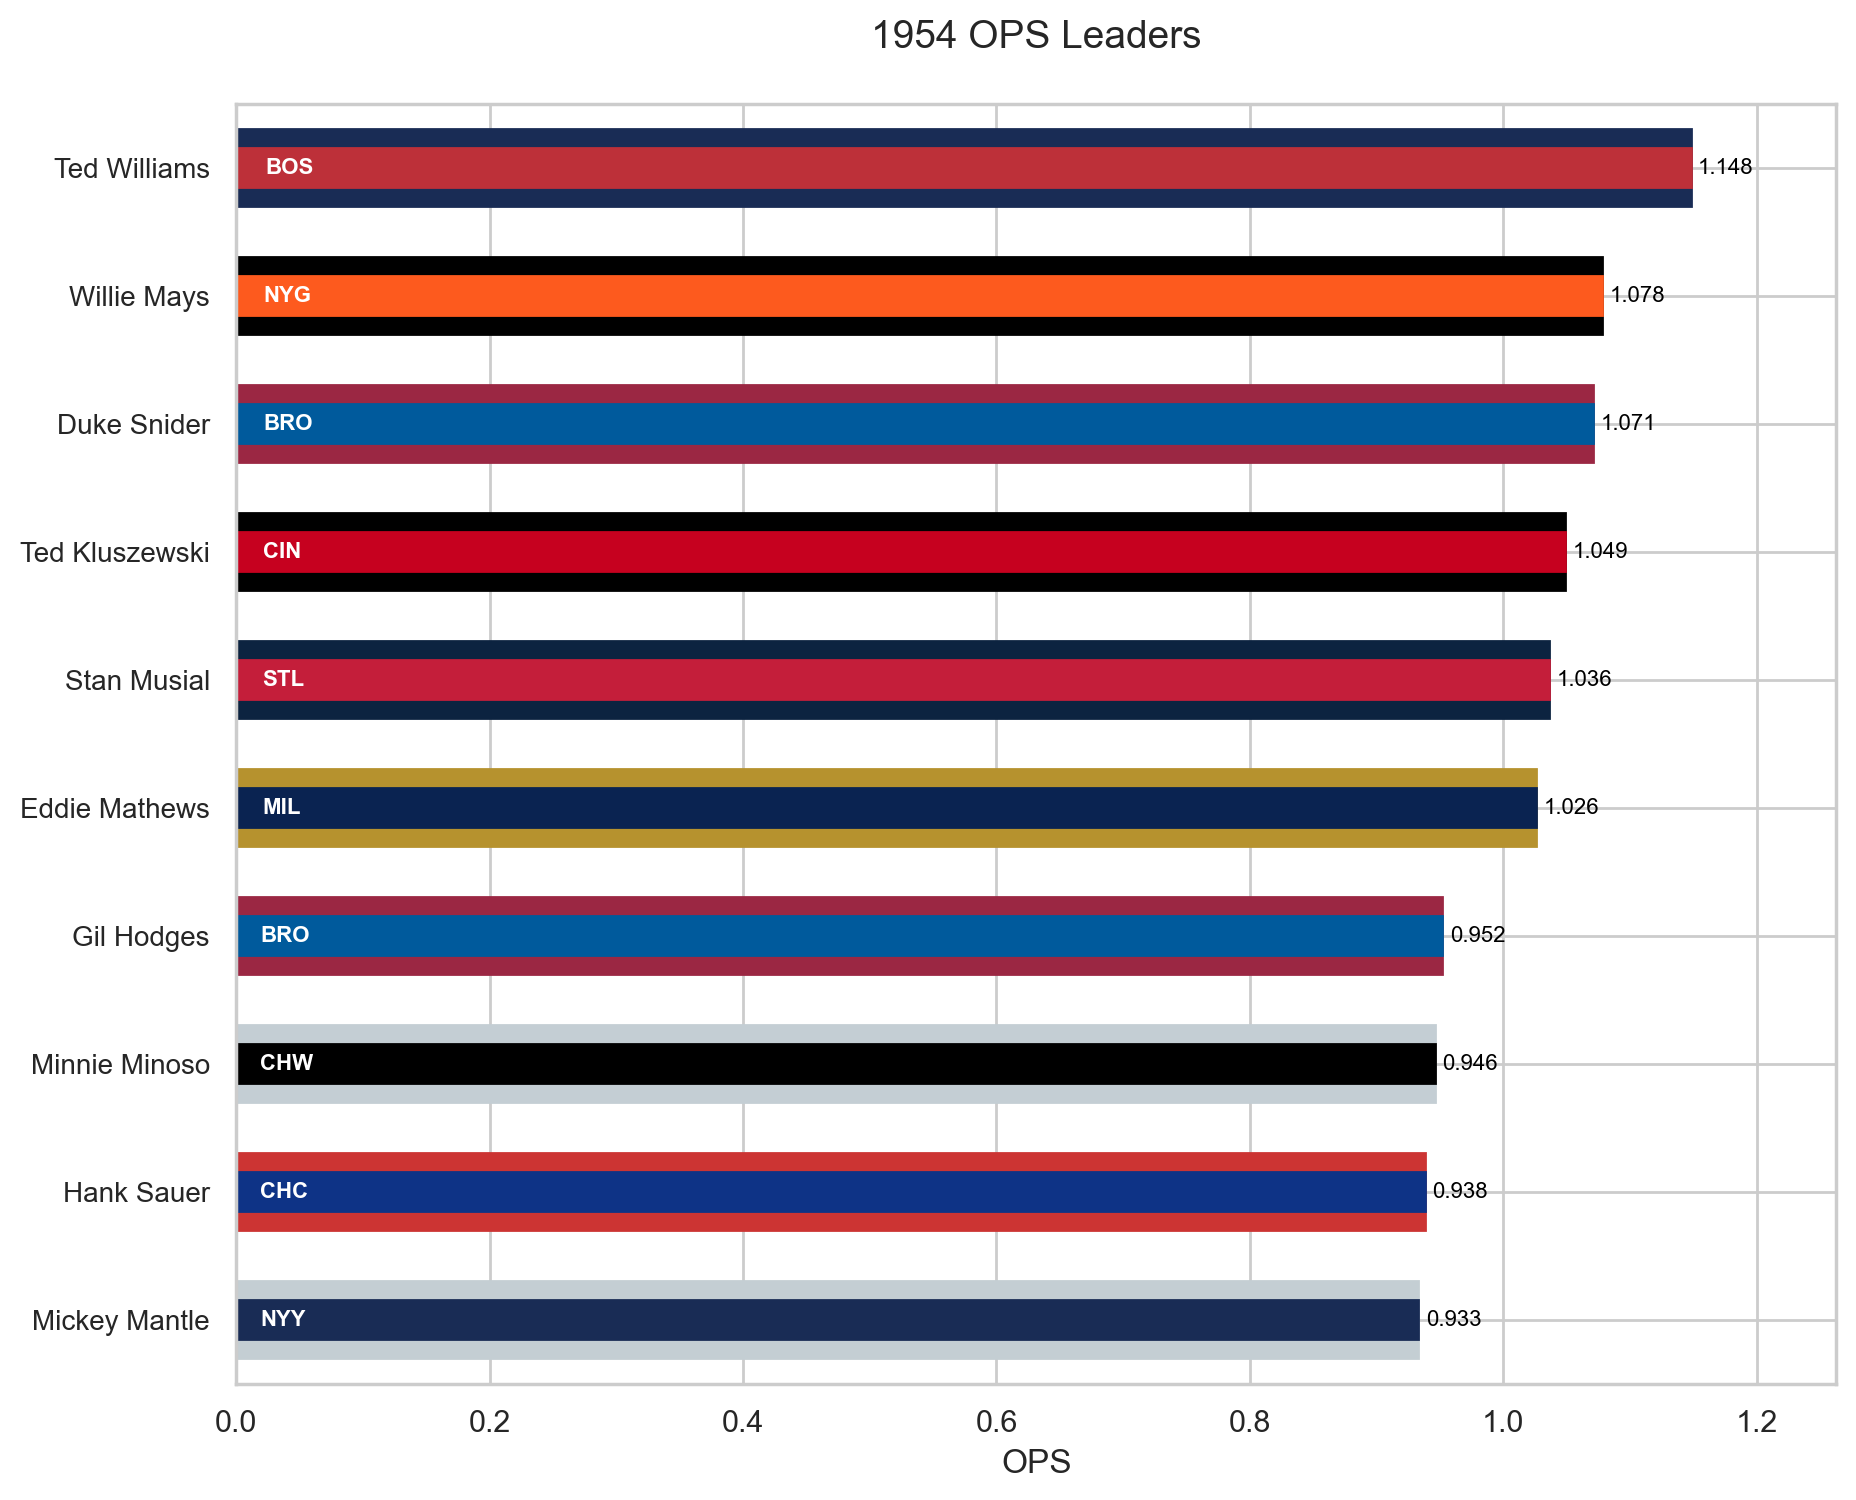 1954 OPS Leaders
Ted Williams BOS 1.148
Willie Mays NYG 1.078
Duke Snider BRO 1.071
Ted Kluszewski CIN 1.049
Stan Musial STL 1.036
Eddie Mathews MIL 1.026
Gil Hodges BRO 0.952
Minnie Minoso CHW 0.946
Hank Sauer CHC 0.938
Mickey Mantle NYY 0.933
0.0 0.2 0.4 0.6 0.8 1.0 1.2
OPS